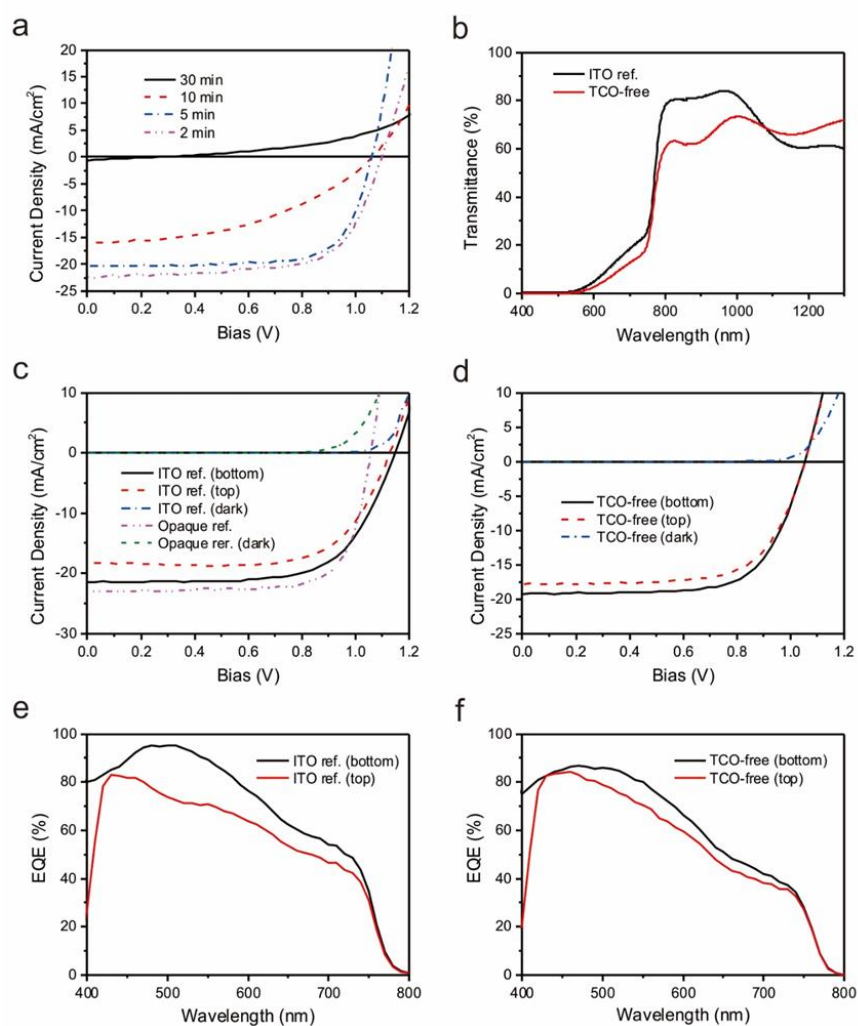 a
20
15
10
5
0
-5
-10
-15
-20
-25
Current Density (mA/cm²)
30 min
10 min
5 min
2 min
0.0 0.2 0.4 0.6 0.8 1.0 1.2
Bias (V)
b
100
80
60
40
20
0
Transmittance (%)
ITO ref.
TCO-free
400 600 800 1000 1200
Wavelength (nm)
c
10
0
-10
-20
-30
Current Density (mA/cm²)
ITO ref. (bottom)
ITO ref. (top)
ITO ref. (dark)
Opaque ref.
Opaque rer. (dark)
0.0 0.2 0.4 0.6 0.8 1.0 1.2
Bias (V)
d
10
5
0
-5
-10
-15
-20
-25
Current Density (mA/cm²)
TCO-free (bottom)
TCO-free (top)
TCO-free (dark)
0.0 0.2 0.4 0.6 0.8 1.0 1.2
Bias (V)
e
100
80
60
40
20
0
EQE (%)
ITO ref. (bottom)
ITO ref. (top)
400 500 600 700 800
Wavelength (nm)
f
100
80
60
40
20
0
EQE (%)
TCO-free (bottom)
TCO-free (top)
400 500 600 700 800
Wavelength (nm)